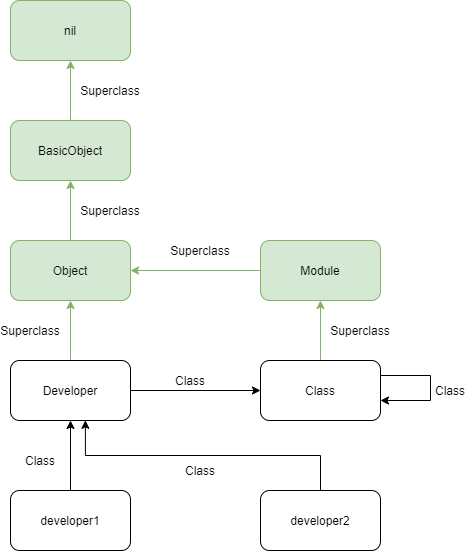 nil
Superclass
BasicObject
Superclass
Object
Superclass
Module
Superclass
Superclass
Developer
Class
Class
Class
Class
Class
developer1
developer2